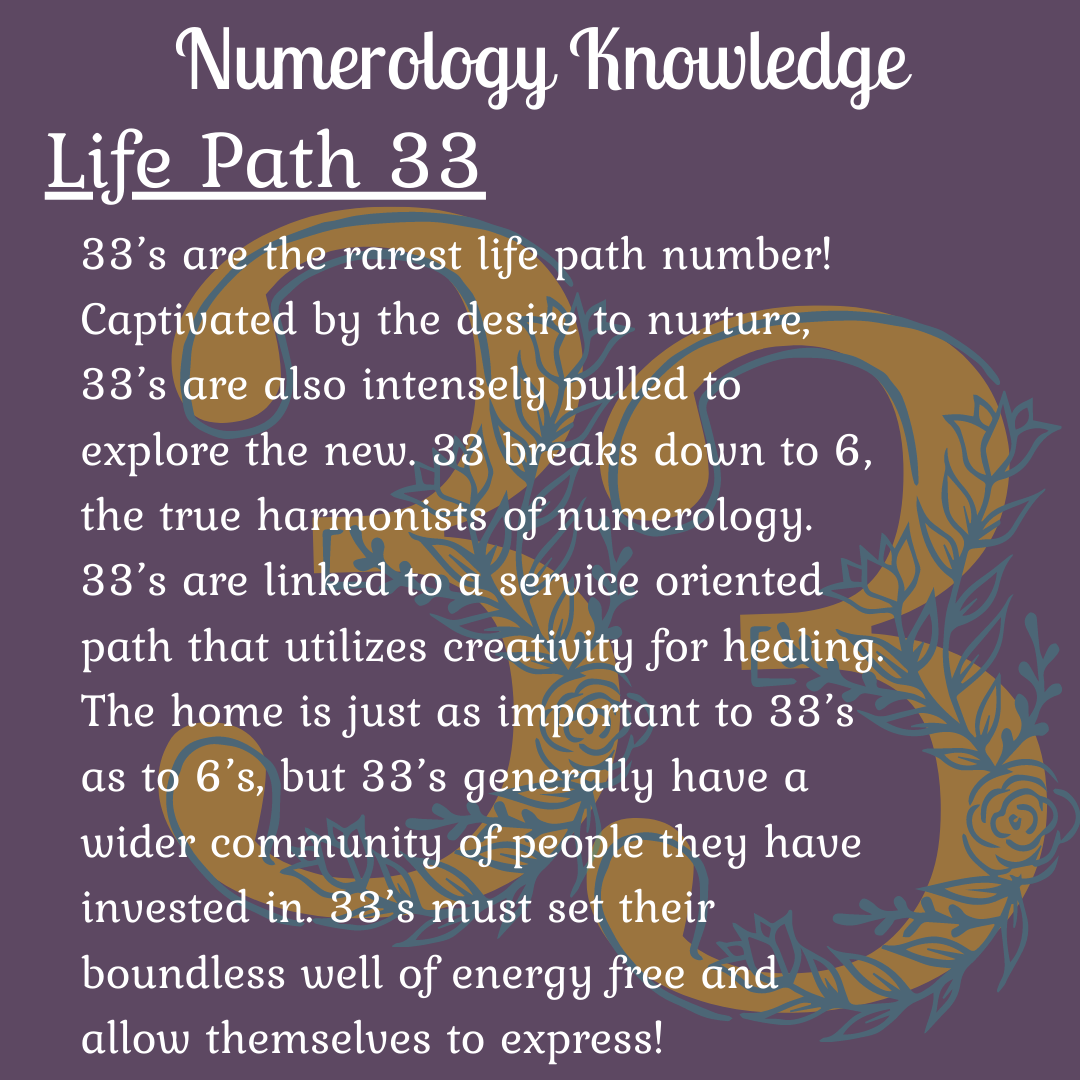 Numerology Knowledge
Life Path 33
33’s are the rarest life path number!
Captivated by the desire to nurture,
33’s are also intensely pulled to
explore the new. 33 breaks down to 6,
the true harmonists of numerology.
33’s are linked to a service oriented
path that utilizes creativity for healing.
The home is just as important to 33’s
as to 6’s, but 33’s generally have a
wider community of people they have
invested in. 33’s must set their
boundless well of energy free and
allow themselves to express!
33